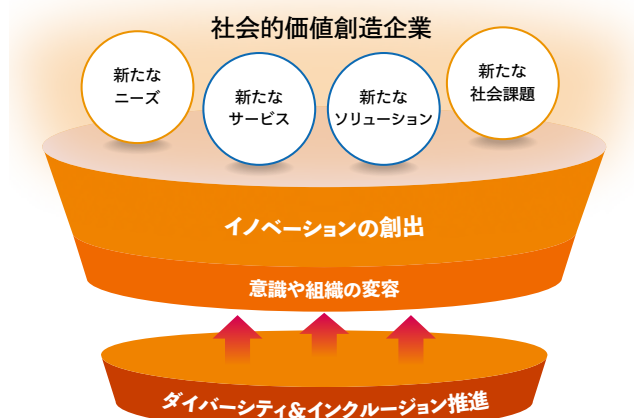 社会的価値創造企業
新たな
ニーズ
新たな
サービス
新たな
ソリューション
新たな
社会課題
イノベーションの創出
意識や組織の変容
ダイバーシティ&インクルージョン推進